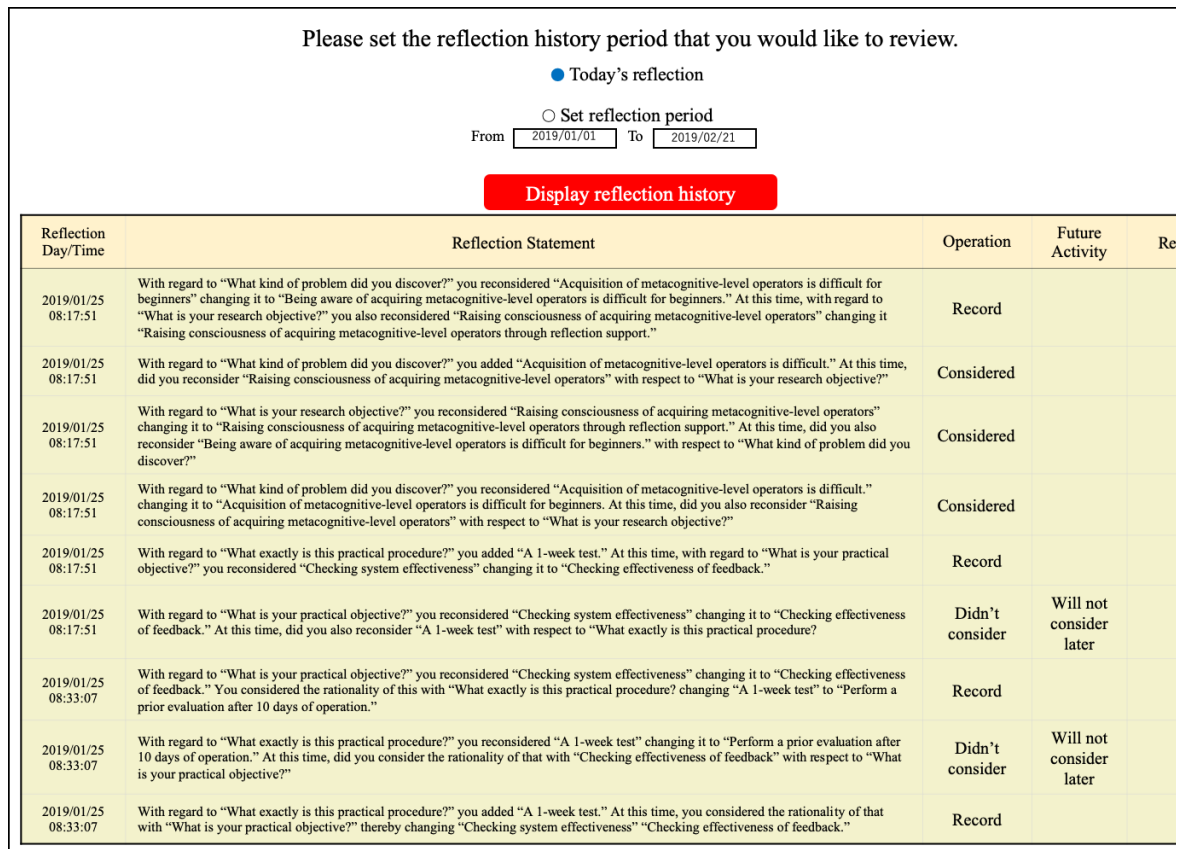 Please set the reflection history period that you would like to review.
Today’s reflection
Set reflection period
From 2019/01/01 To 2019/02/21
Display reflection history
Reflection Day/Time Reflection Statement Operation Future Activity Re
2019/01/25 08:17:51
With regard to “What kind of problem did you discover?” you reconsidered “Acquisition of metacognitive-level operators is difficult for
beginners” changing it to “Being aware of acquiring metacognitive-level operators is difficult for beginners.” At this time, with regard to
“What is your research objective?” you also reconsidered “Raising consciousness of acquiring metacognitive-level operators” changing it
“Raising consciousness of acquiring metacognitive-level operators through reflection support.”
Record
2019/01/25 08:17:51
With regard to “What kind of problem did you discover?” you added “Acquisition of metacognitive-level operators is difficult.” At this time,
did you reconsider “Raising consciousness of acquiring metacognitive-level operators” with respect to “What is your research objective?”
Considered
2019/01/25 08:17:51
With regard to “What is your research objective?” you reconsidered “Raising consciousness of acquiring metacognitive-level operators”
changing it to “Raising consciousness of acquiring metacognitive-level operators through reflection support.” At this time, did you also
reconsider “Being aware of acquiring metacognitive-level operators is difficult for beginners.” with respect to “What kind of problem did you
discover?”
Considered
2019/01/25 08:17:51
With regard to “What kind of problem did you discover?” you reconsidered “Acquisition of metacognitive-level operators is difficult.”
changing it to “Acquisition of metacognitive-level operators is difficult for beginners. At this time, did you also reconsider “Raising
consciousness of acquiring metacognitive-level operators” with respect to “What is your research objective?”
Considered
2019/01/25 08:17:51
With regard to “What exactly is this practical procedure?” you added “A 1-week test.” At this time, with regard to “What is your practical
objective?” you reconsidered “Checking system effectiveness” changing it to “Checking effectiveness of feedback.”
Record
2019/01/25 08:17:51
With regard to “What is your practical objective?” you reconsidered “Checking system effectiveness” changing it to “Checking effectiveness
of feedback.” At this time, did you also reconsider “A 1-week test” with respect to “What exactly is this practical procedure?
Didn’t consider
Will not consider later
2019/01/25 08:33:07
With regard to “What is your practical objective?” you reconsidered “Checking system effectiveness” changing it to “Checking effectiveness
of feedback.” You considered the rationality of this with “What exactly is this practical procedure? changing “A 1-week test” to “Perform a
prior evaluation after 10 days of operation.”
Record
2019/01/25 08:33:07
With regard to “What exactly is this practical procedure?” you reconsidered “A 1-week test” changing it to “Perform a prior evaluation after
10 days of operation.” At this time, did you consider the rationality of that with “Checking effectiveness of feedback” with respect to “What
is your practical objective?”
Didn’t consider
Will not consider later
2019/01/25 08:33:07
With regard to “What exactly is this practical procedure?” you added “A 1-week test.” At this time, you considered the rationality of that
with “What is your practical objective?” thereby changing “Checking system effectiveness” “Checking effectiveness of feedback.”
Record